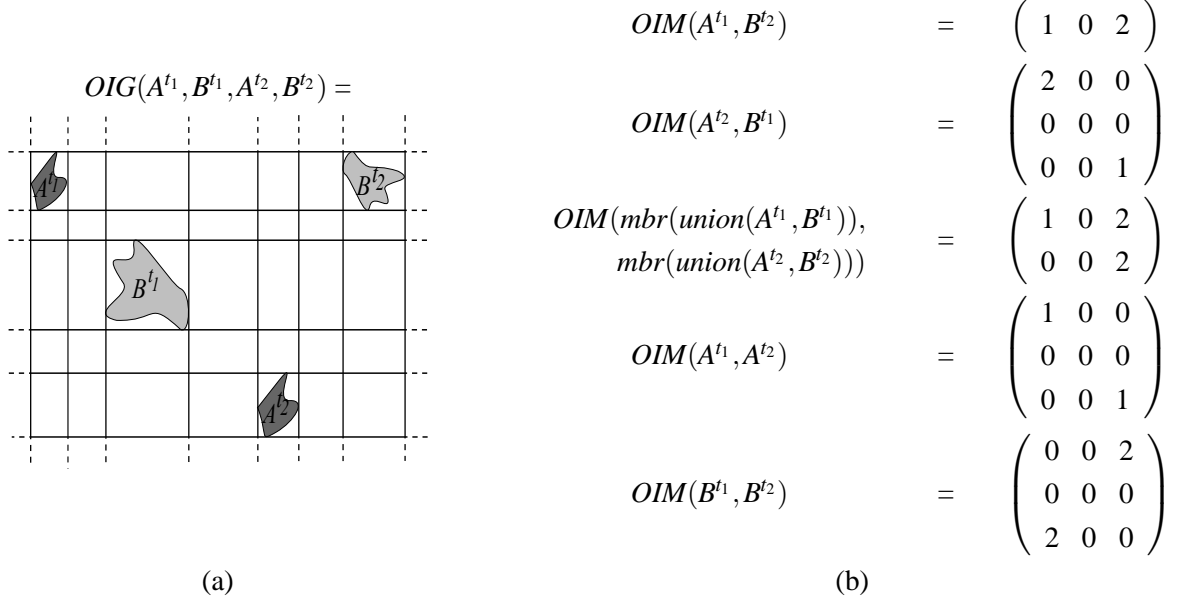 OIG(A^{t_1}, B^{t_1}, A^{t_2}, B^{t_2}) =
A^{t_1}
B^{t_2}
B^{t_1}
A^{t_2}
(a)
OIM(A^{t_1}, B^{t_2}) = ( 1 0 2 )
OIM(A^{t_2}, B^{t_1}) =
2 0 0
0 0 0
0 0 1
OIM(mbr(union(A^{t_1}, B^{t_1})),
mbr(union(A^{t_2}, B^{t_2}))) =
1 0 2
0 0 2
OIM(A^{t_1}, A^{t_2}) =
1 0 0
0 0 0
0 0 1
OIM(B^{t_1}, B^{t_2}) =
0 0 2
0 0 0
2 0 0
(b)